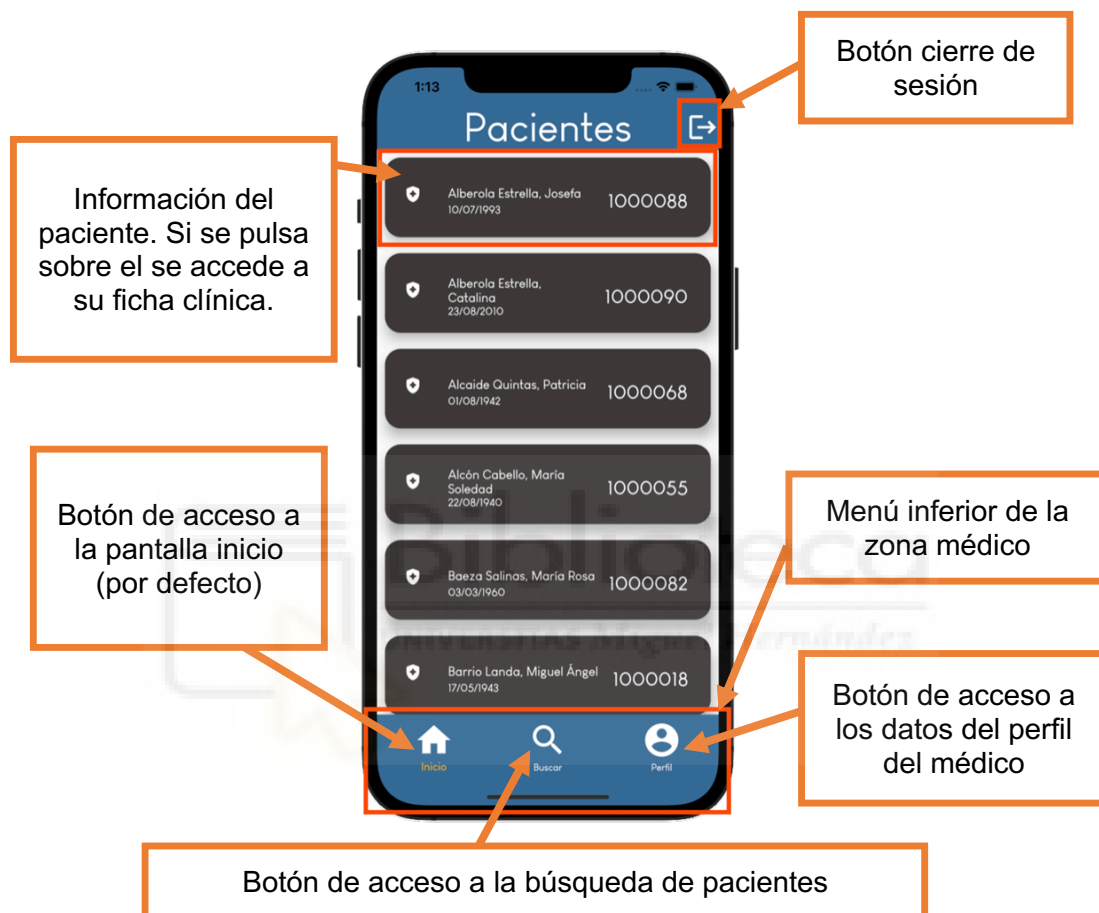 Botón cierre de
sesión
1:13
Pacientes
Información del
paciente. Si se pulsa
sobre el se accede a
su ficha clínica.
Alberola Estrella, Josefa
10/07/1993
1000088
Alberola Estrella,
Catalina
23/08/2010
1000090
Alcaide Quintas, Patricia
01/08/1942
1000068
Alcón Cabello, María
Soledad
22/08/1940
1000055
Botón de acceso a
la pantalla inicio
(por defecto)
Menú inferior de la
zona médico
Biblioteca
Baeza Salinas, María Rosa
03/03/1960
1000082
UNIVERSITAS Miguel Hernández
Barrio Landa, Miguel Ángel
17/05/1943
1000018
Botón de acceso a
los datos del perfil
del médico
Inicio
Buscar
Perfil
Botón de acceso a la búsqueda de pacientes